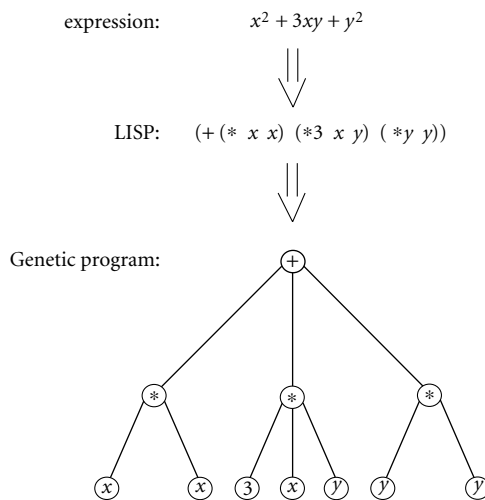 expression: x² + 3xy + y²
LISP: (+ (* x x) (*3 x y) ( *y y))
Genetic program: +
* * *
x x 3 x y y y